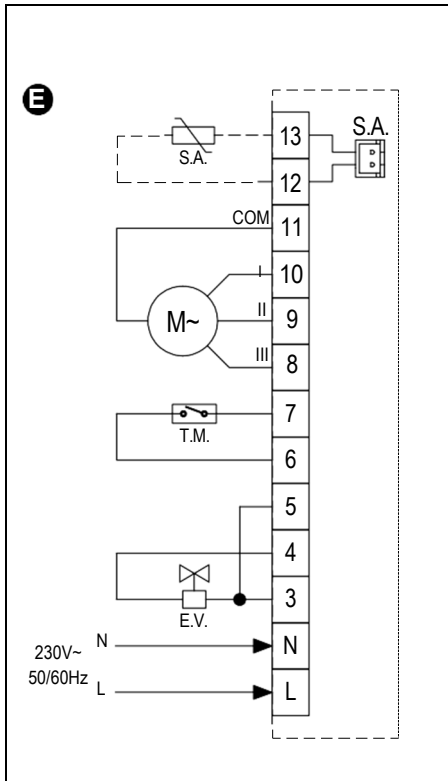 E
S.A.
13
S.A.
12
COM
11
I
10
M~
II
9
III
8
7
T.M.
6
5
4
3
E.V.
230V~
50/60Hz
N
N
L
L